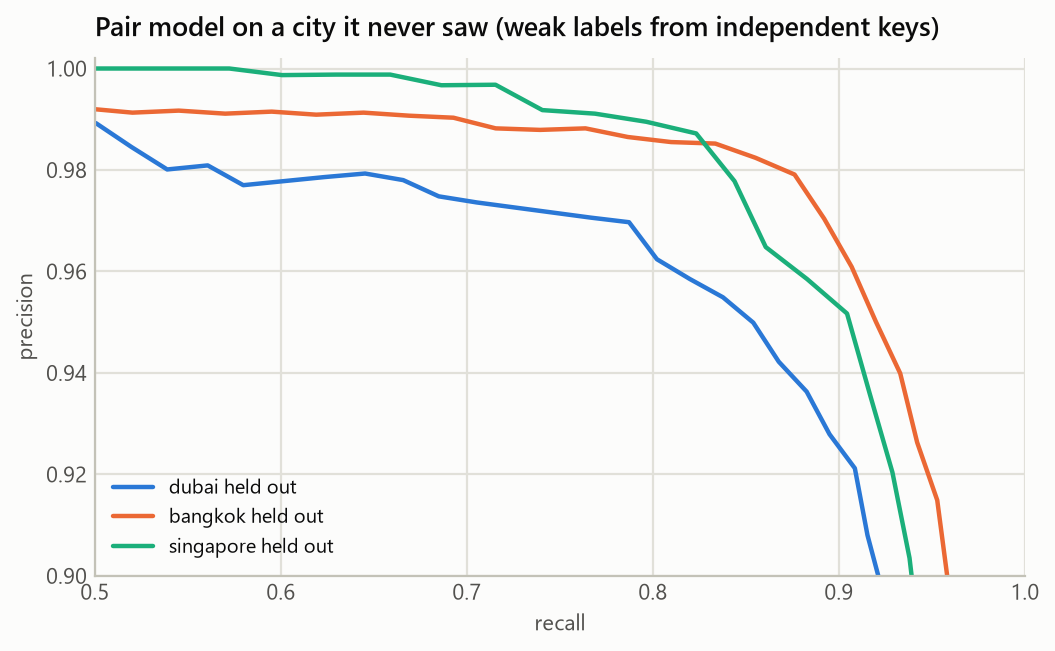 Pair model on a city it never saw (weak labels from independent keys)
1.00
0.98
0.96
0.94
0.92
0.90
precision
dubai held out
bangkok held out
singapore held out
0.5 0.6 0.7 0.8 0.9 1.0
recall